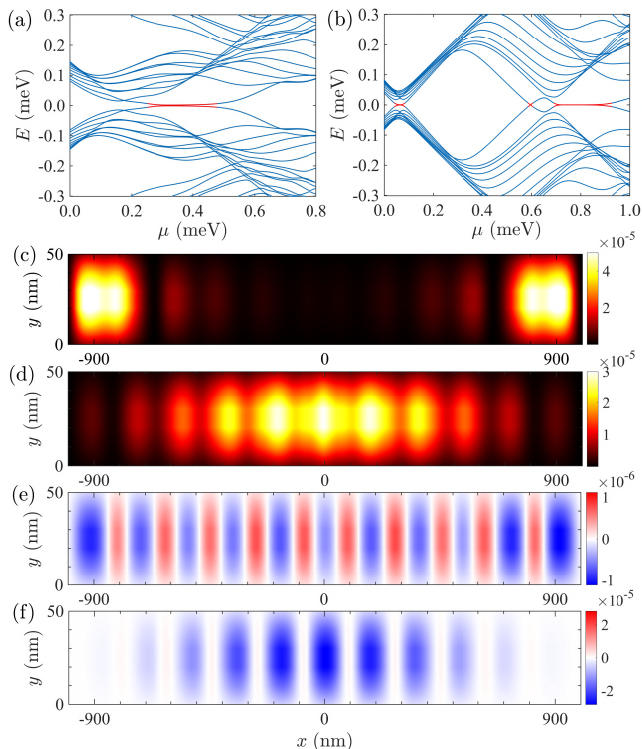 (a) (b)
0.3 0.3
0.2 0.2
0.1 0.1
0.0 0.0
-0.1 -0.1
-0.2 -0.2
-0.3 -0.3
E (meV) E (meV)
0.0 0.2 0.4 0.6 0.8 0.0 0.2 0.4 0.6 0.8 1.0
μ (meV) μ (meV)
(c) ×10⁻⁵
50
y (nm) 4
2
0
-900 0 900
(d) 3 ×10⁻⁵
50
y (nm) 2
1
0
-900 0 900
(e) 1 ×10⁻⁶
50
y (nm) 0
0 -1
-900 0 900
(f) ×10⁻⁵
50 2
y (nm) 0
-2
0
-900 0 900
x (nm)